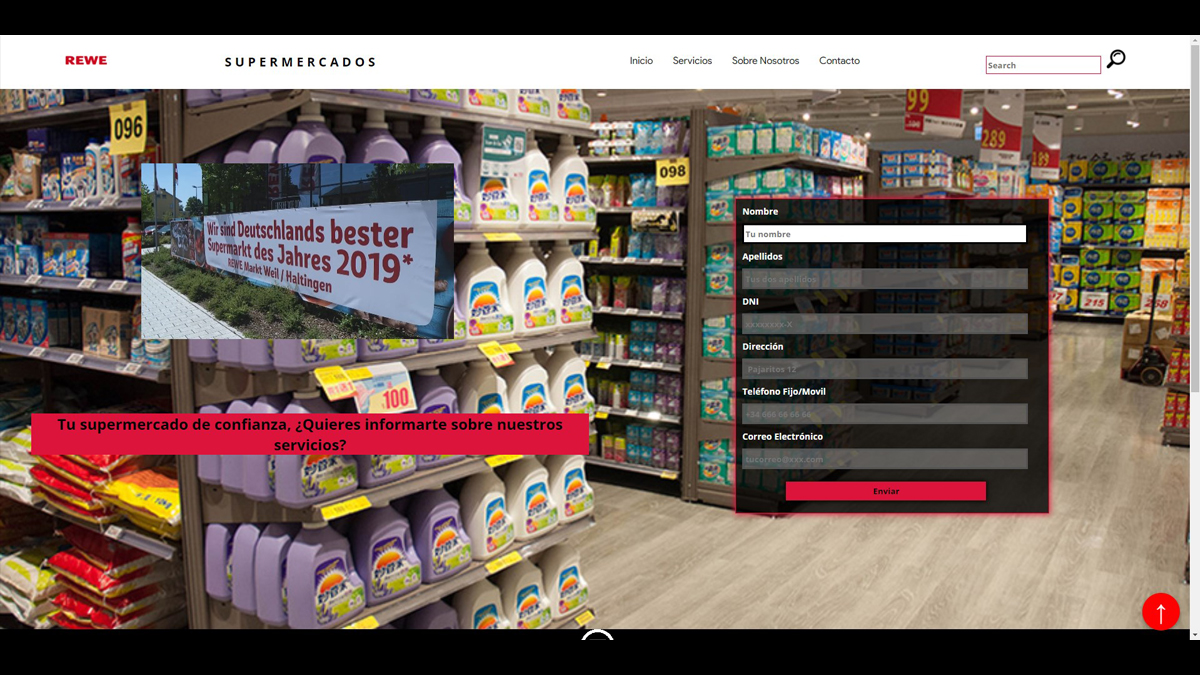 REWE
SUPERMERCADOS
Inicio
Servicios
Sobre Nosotros
Contacto
Search
096
098
99
289
189
Wir sind Deutschlands bester
Supermarkt des Jahres 2019*
REWE Markt Weil / Haltingen
100
215
268
Tu supermercado de confianza, ¿Quieres informarte sobre nuestros
servicios?
Nombre
Tu nombre
Apellidos
Tus dos apellidos
DNI
xxxxxxxx-X
Dirección
Pajaritos 12
Teléfono Fijo/Movil
+34 666 66 66 66
Correo Electrónico
tucorreo@xxx.com
Enviar